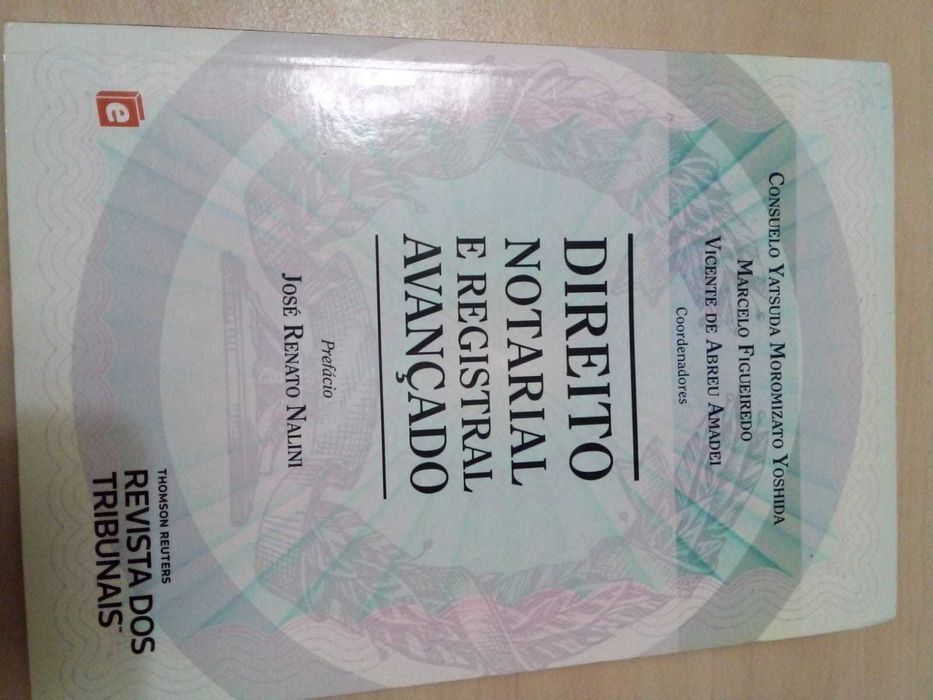 CONSUELO YATSUDA MOROMIZATO YOSHIDA
MARCELO FIGUEIREDO
VICENTE DE ABREU AMADEI
Coordenadores
DIREITO
NOTARIAL
E REGISTRAL
AVANÇADO
Prefácio
JOSÉ RENATO NALINI
THOMSON REUTERS
REVISTA DOS
TRIBUNAIS™
e